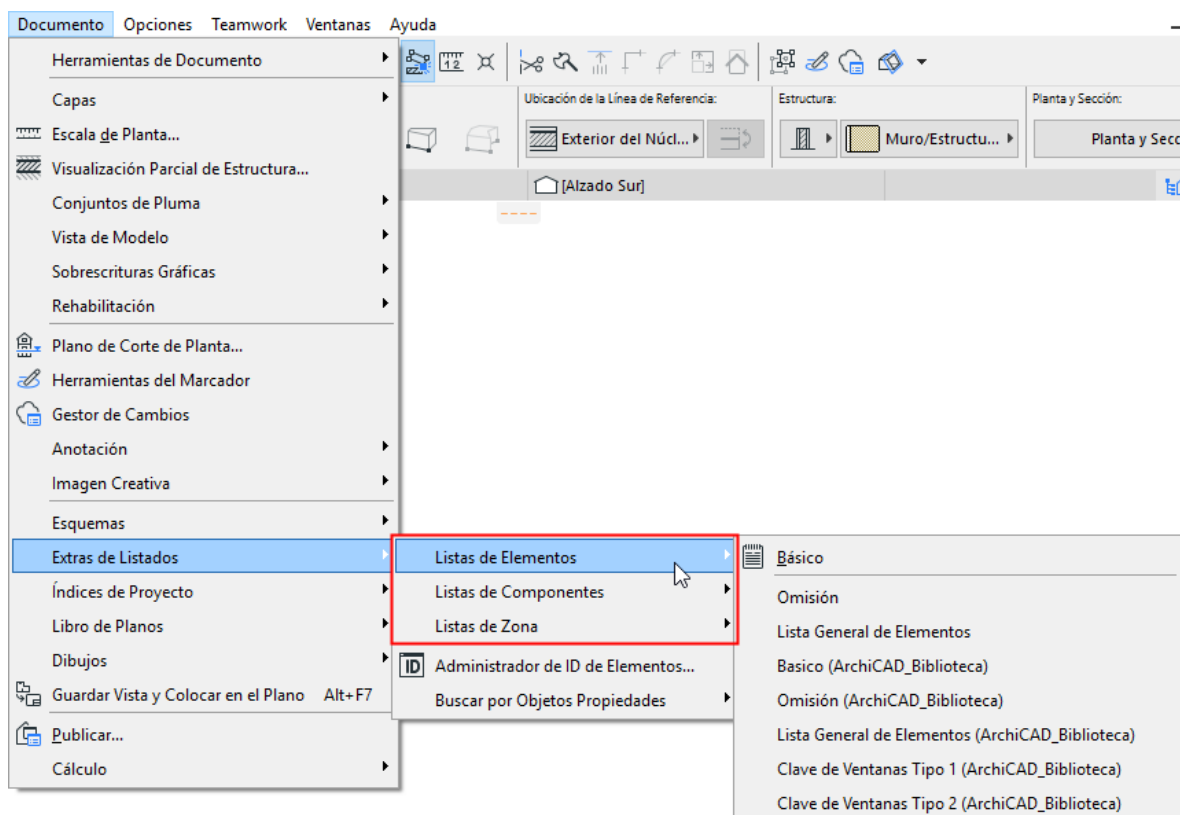 Documento Opciones Teamwork Ventanas Ayuda
Herramientas de Documento
Capas
Escala de Planta...
Visualización Parcial de Estructura...
Conjuntos de Pluma
Vista de Modelo
Sobrescrituras Gráficas
Rehabilitación
Plano de Corte de Planta...
Herramientas del Marcador
Gestor de Cambios
Anotación
Imagen Creativa
Esquemas
Extras de Listados
Índices de Proyecto
Libro de Planos
Dibujos
Guardar Vista y Colocar en el Plano Alt+F7
Publicar...
Cálculo
12
Ubicación de la Línea de Referencia:
Exterior del Núcl...
Estructura:
Muro/Estructu...
Planta y Sección:
Planta y Secc
[Alzado Sur]
Listas de Elementos
Listas de Componentes
Listas de Zona
ID Administrador de ID de Elementos...
Buscar por Objetos Propiedades
Básico
Omisión
Lista General de Elementos
Basico (ArchiCAD_Biblioteca)
Omisión (ArchiCAD_Biblioteca)
Lista General de Elementos (ArchiCAD_Biblioteca)
Clave de Ventanas Tipo 1 (ArchiCAD_Biblioteca)
Clave de Ventanas Tipo 2 (ArchiCAD_Biblioteca)